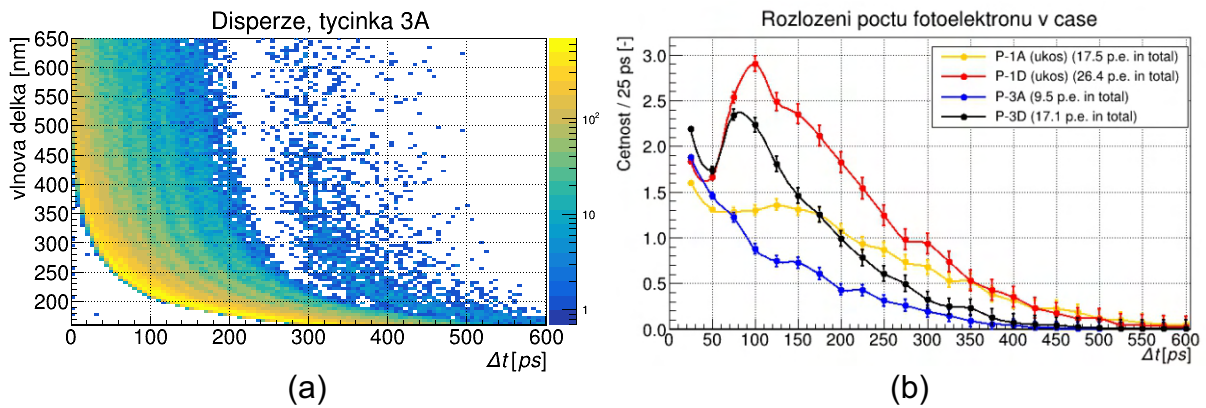 Disperze, tycinka 3A
vlnova delka [nm]
650
600
550
500
450
400
350
300
250
200
0 100 200 300 400 500 600
Δt [ps]
10²
10
1
(a)
Rozlozeni poctu fotoelektronu v case
Cetnost / 25 ps [-]
3.0
2.5
2.0
1.5
1.0
0.5
0.0
P-1A (ukos) (17.5 p.e. in total)
P-1D (ukos) (26.4 p.e. in total)
P-3A (9.5 p.e. in total)
P-3D (17.1 p.e. in total)
0 50 100 150 200 250 300 350 400 450 500 550 600
Δt [ps]
(b)